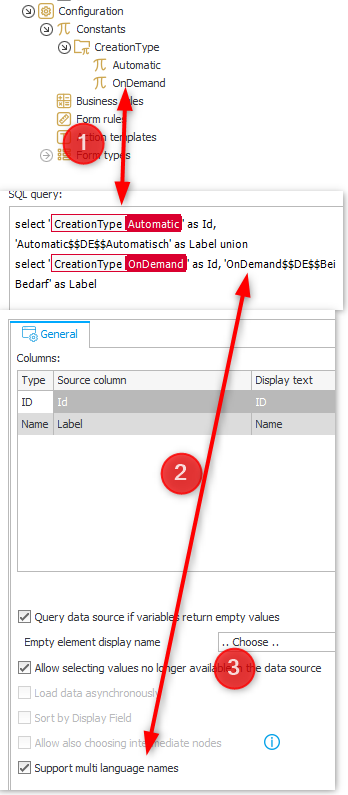 Configuration
Constants
CreationType
Automatic
OnDemand
Business rules
Form rules
Action templates
Form types
1
SQL query:
select 'CreationType Automatic' as Id,
'Automatic$$DE$$Automatisch' as Label union
select 'CreationType OnDemand' as Id, 'OnDemand$$DE$$Bei
Bedarf' as Label
General
Columns:
Type Source column Display text
ID Id ID
Name Label Name
2
Query data source if variables return empty values
Empty element display name .. Choose ..
3
Allow selecting values no longer available in the data source
Load data asynchronously
Sort by Display Field
Allow also choosing intermediate nodes
Support multi language names